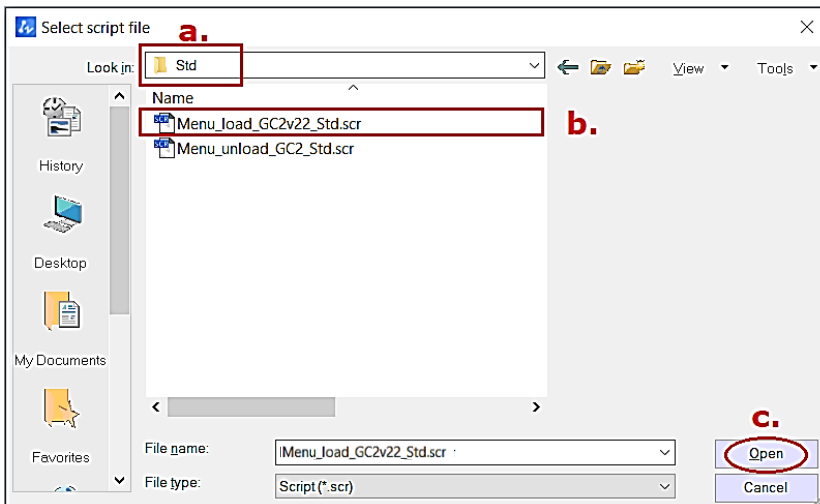 Select script file
a.
Look in: Std View Tools
Name
Menu_load_GC2v22_Std.scr
b.
Menu_unload_GC2_Std.scr
History
Desktop
My Documents
Favorites
c.
File name: Menu_load_GC2v22_Std.scr Open
File type: Script (*.scr) Cancel